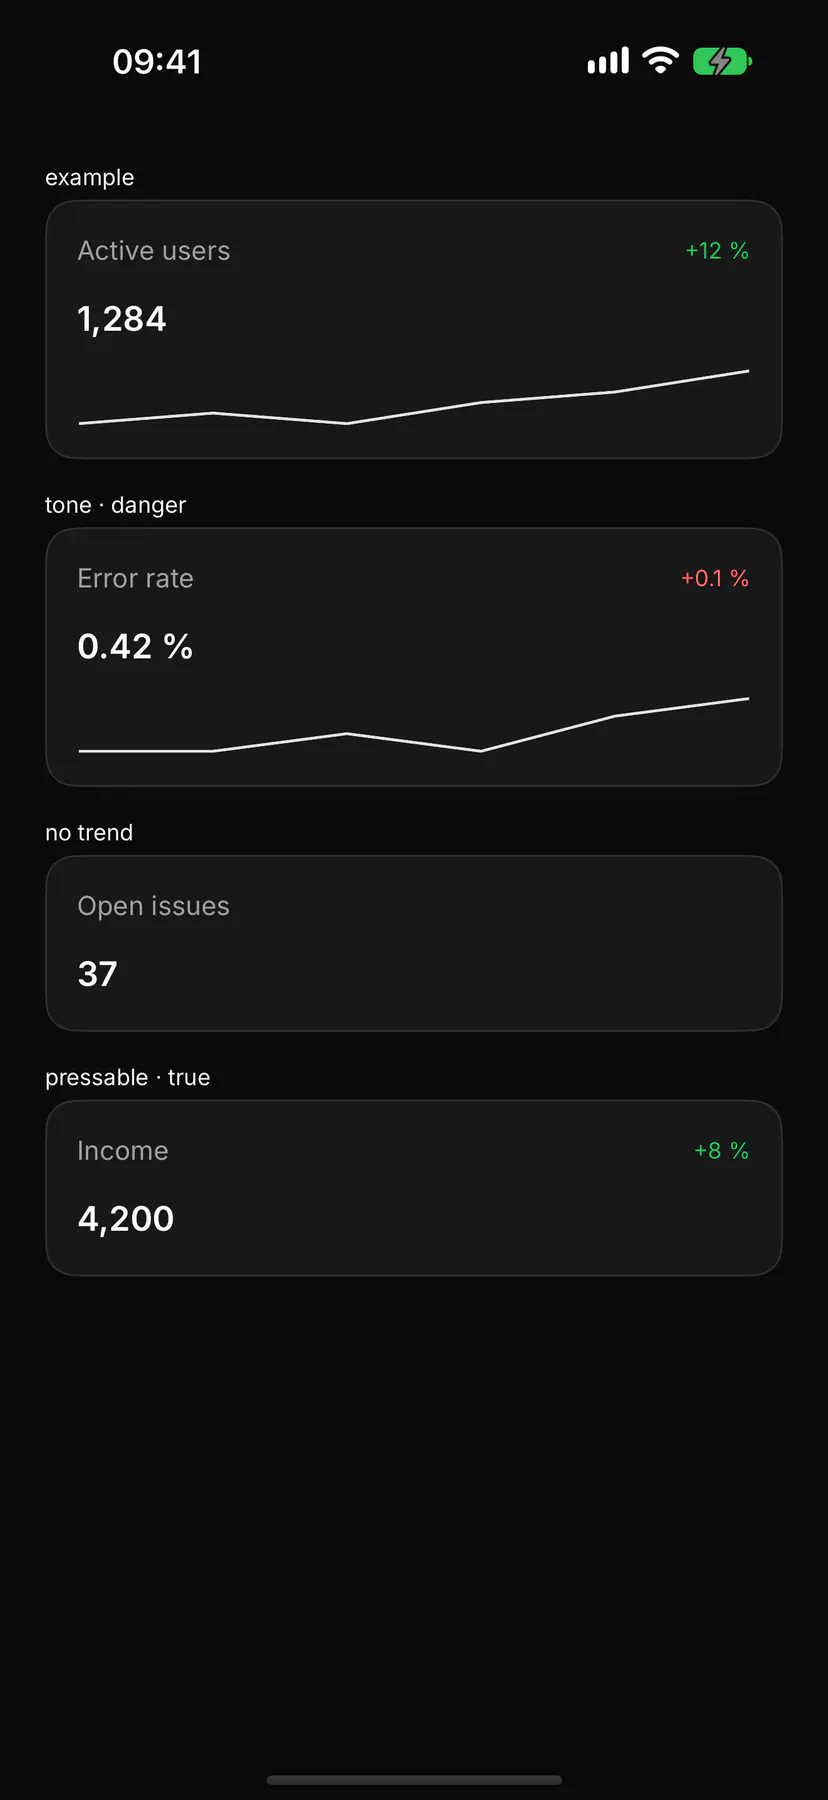 09:41
example
Active users
+12 %
1,284
tone · danger
Error rate
+0.1 %
0.42 %
no trend
Open issues
37
pressable · true
Income
+8 %
4,200